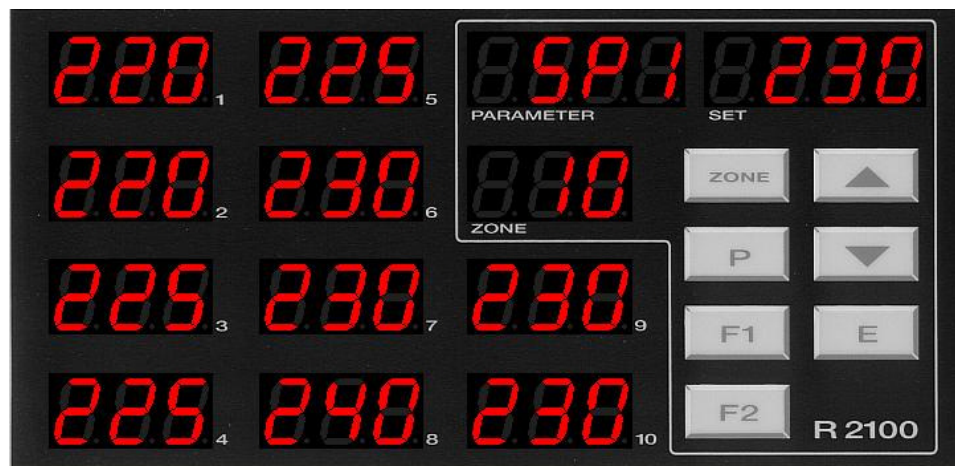 220 1
225 5
SP1
230
PARAMETER
SET
220 2
230 6
10
ZONE
ZONE
P
225 3
230 7
230 9
F1
E
225 4
240 8
230 10
F2
R 2100